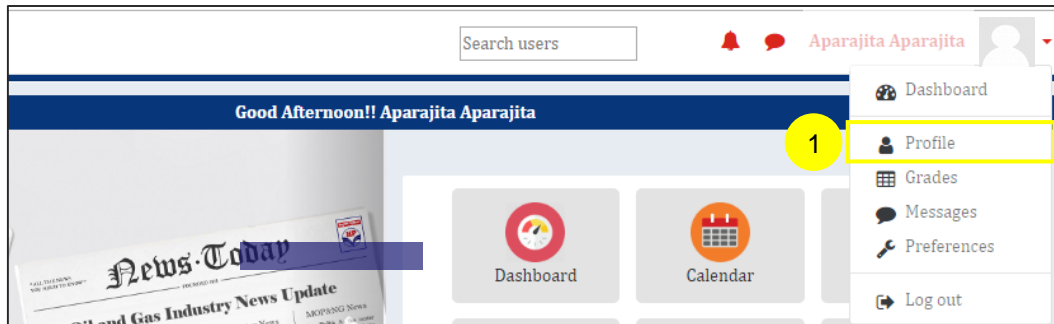 Search users
Aparajita Aparajita
Good Afternoon!! Aparajita Aparajita
Dashboard
1
Profile
Grades
Messages
Preferences
Log out
Dashboard
Calendar
News Today
Oil and Gas Industry News Update
MOPANG News